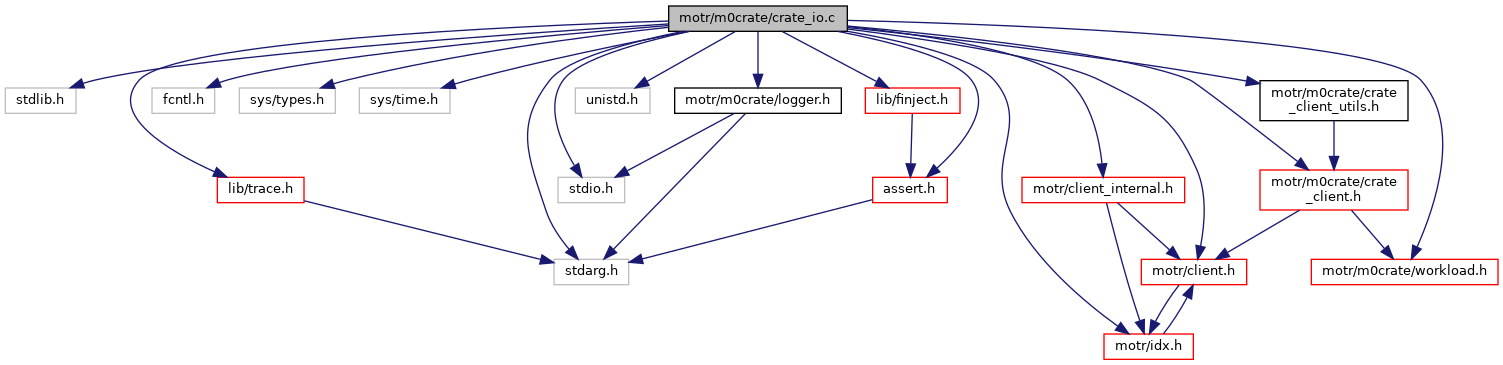 motr/m0crate/crate_io.c
stdlib.h
fcntl.h
sys/types.h
sys/time.h
unistd.h
motr/m0crate/logger.h
lib/finject.h
motr/m0crate/crate
_client_utils.h
lib/trace.h
stdio.h
assert.h
motr/client_internal.h
motr/m0crate/crate
_client.h
stdarg.h
motr/client.h
motr/m0crate/workload.h
motr/idx.h